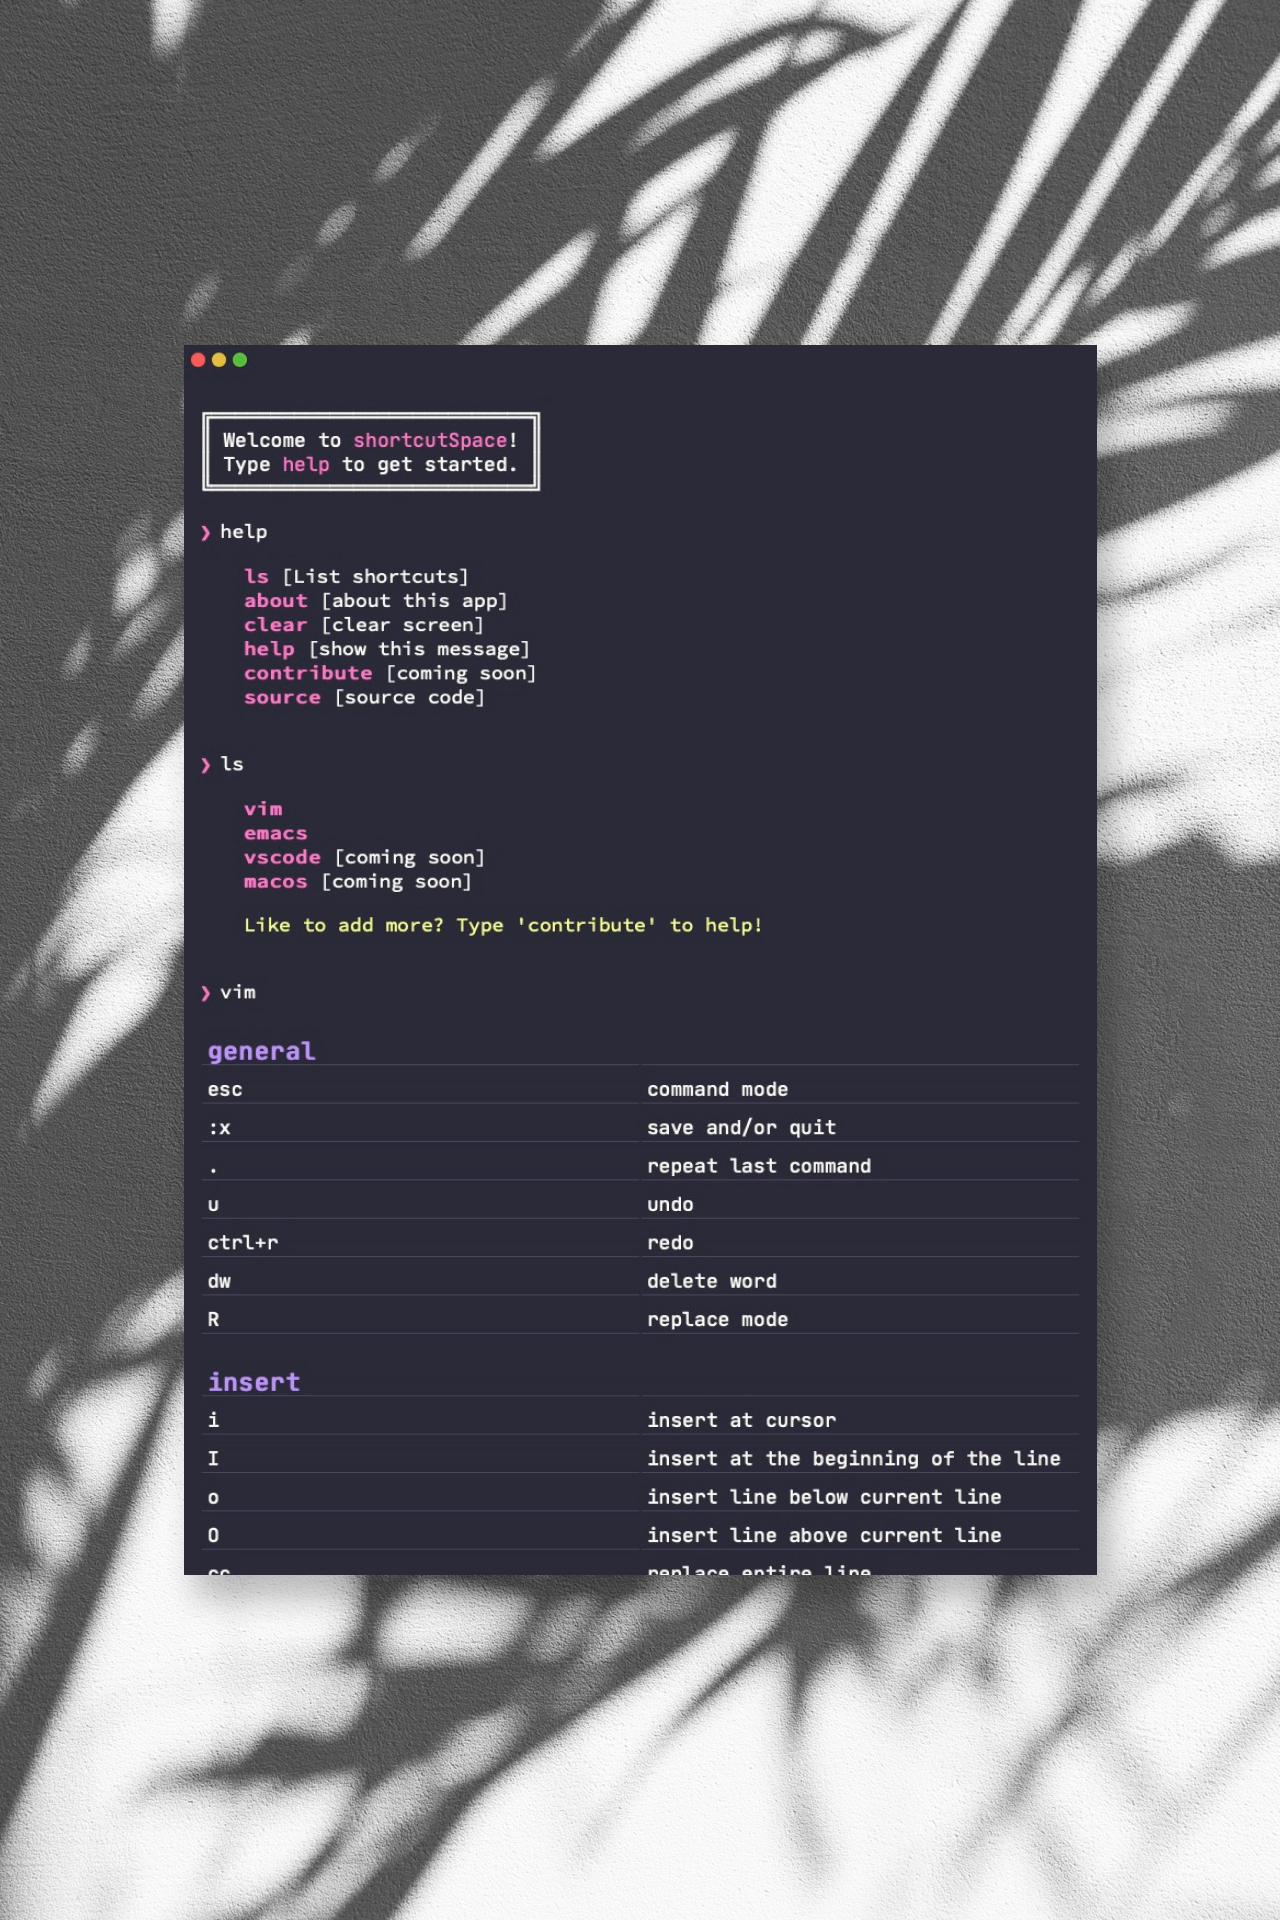 Welcome to shortcutSpace!
Type help to get started.
❯ help
ls [List shortcuts]
about [about this app]
clear [clear screen]
help [show this message]
contribute [coming soon]
source [source code]
❯ ls
vim
emacs
vscode [coming soon]
macos [coming soon]
Like to add more? Type 'contribute' to help!
❯ vim
general
esc command mode
:x save and/or quit
. repeat last command
u undo
ctrl+r redo
dw delete word
R replace mode
insert
i insert at cursor
I insert at the beginning of the line
o insert line below current line
O insert line above current line
cc replace entire line